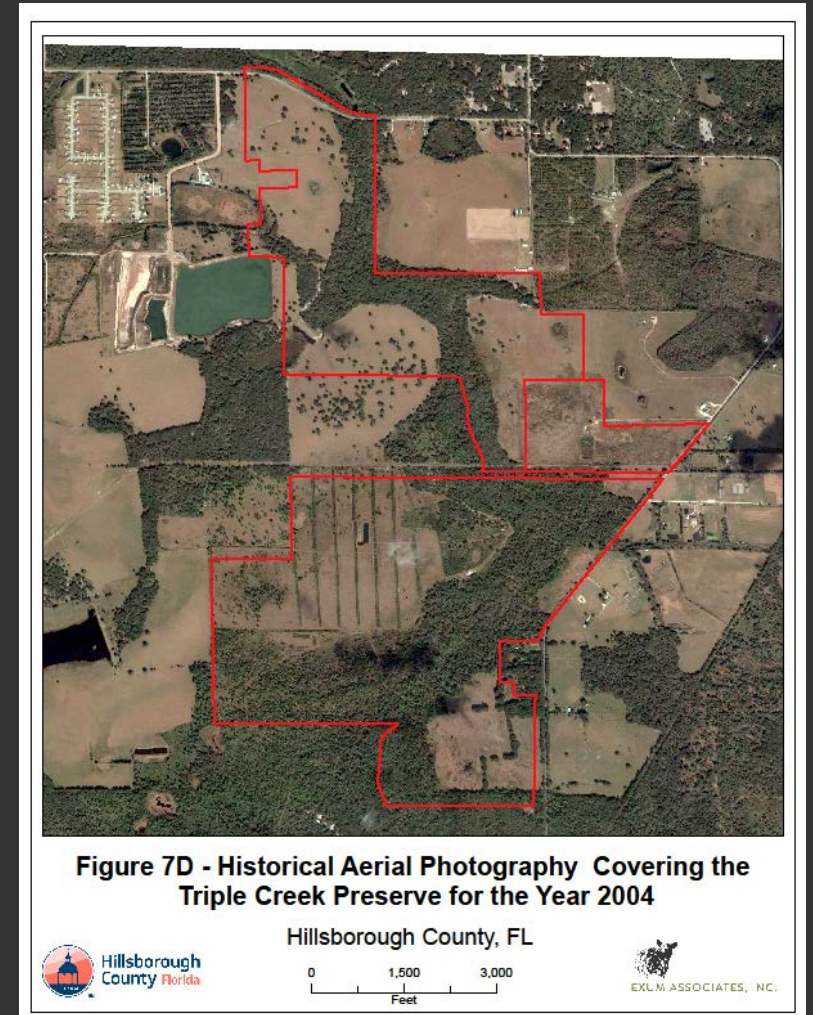 Figure 7D - Historical Aerial Photography Covering the
Triple Creek Preserve for the Year 2004
Hillsborough County, FL
Hillsborough
County Florida
0 1,500 3,000
Feet
EXUM ASSOCIATES, INC.